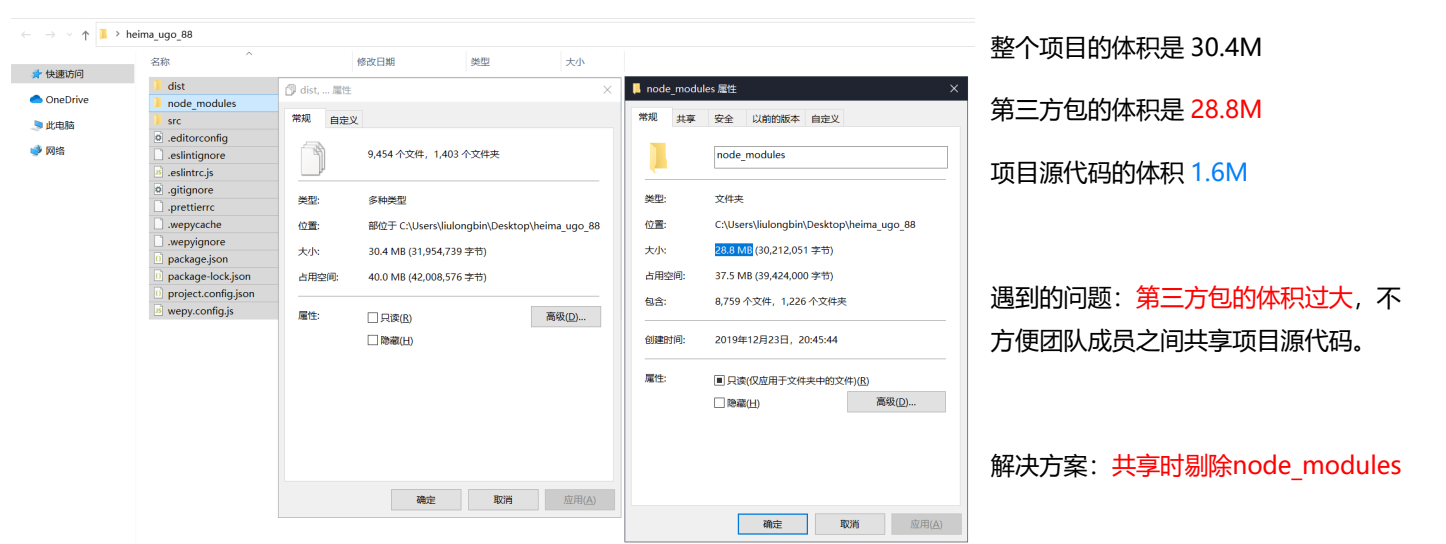 heima_ugo_88
名称 修改日期 类型 大小
快速访问
OneDrive
此电脑
网络
dist
node_modules
src
.editorconfig
.eslintignore
.eslintrc.js
.gitignore
.prettierrc
.wepycache
.wepyignore
package.json
package-lock.json
project.config.json
wepy.config.js
dist, ... 属性
常规 自定义
9,454 个文件，1,403 个文件夹
类型: 多种类型
位置: 部位于 C:\Users\liulongbin\Desktop\heima_ugo_88
大小: 30.4 MB (31,954,739 字节)
占用空间: 40.0 MB (42,008,576 字节)
属性: 只读(R) 高级(D)...
隐藏(H)
确定 取消 应用(A)
node_modules 属性
常规 共享 安全 以前的版本 自定义
node_modules
类型: 文件夹
位置: C:\Users\liulongbin\Desktop\heima_ugo_88
大小: 28.8 MB (30,212,051 字节)
占用空间: 37.5 MB (39,424,000 字节)
包含: 8,759 个文件，1,226 个文件夹
创建时间: 2019年12月23日，20:45:44
属性: 只读(仅应用于文件夹中的文件)(R)
隐藏(H) 高级(D)...
确定 取消 应用(A)
整个项目的体积是 30.4M
第三方包的体积是 28.8M
项目源代码的体积 1.6M
遇到的问题：第三方包的体积过大，不
方便团队成员之间共享项目源代码。
解决方案：共享时剔除node_modules